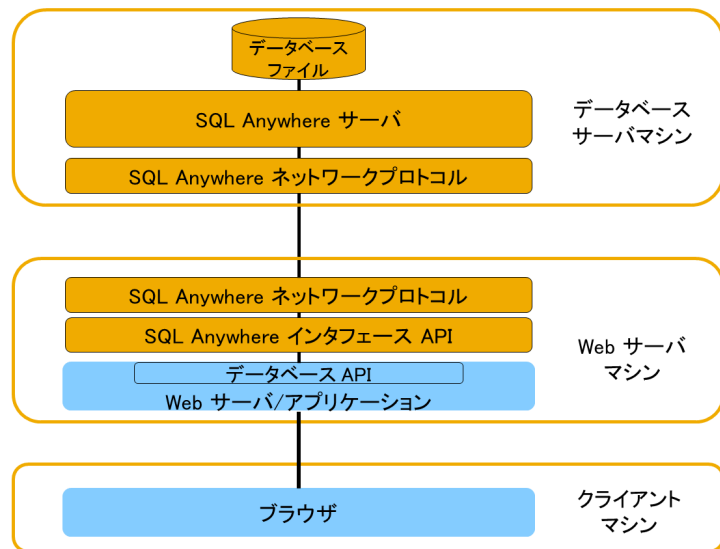 データベース
ファイル
SQL Anywhere サーバ
データベース
サーバマシン
SQL Anywhere ネットワークプロトコル
SQL Anywhere ネットワークプロトコル
SQL Anywhere インタフェース API
データベース API
Web サーバ/アプリケーション
Web サーバ
マシン
ブラウザ
クライアント
マシン